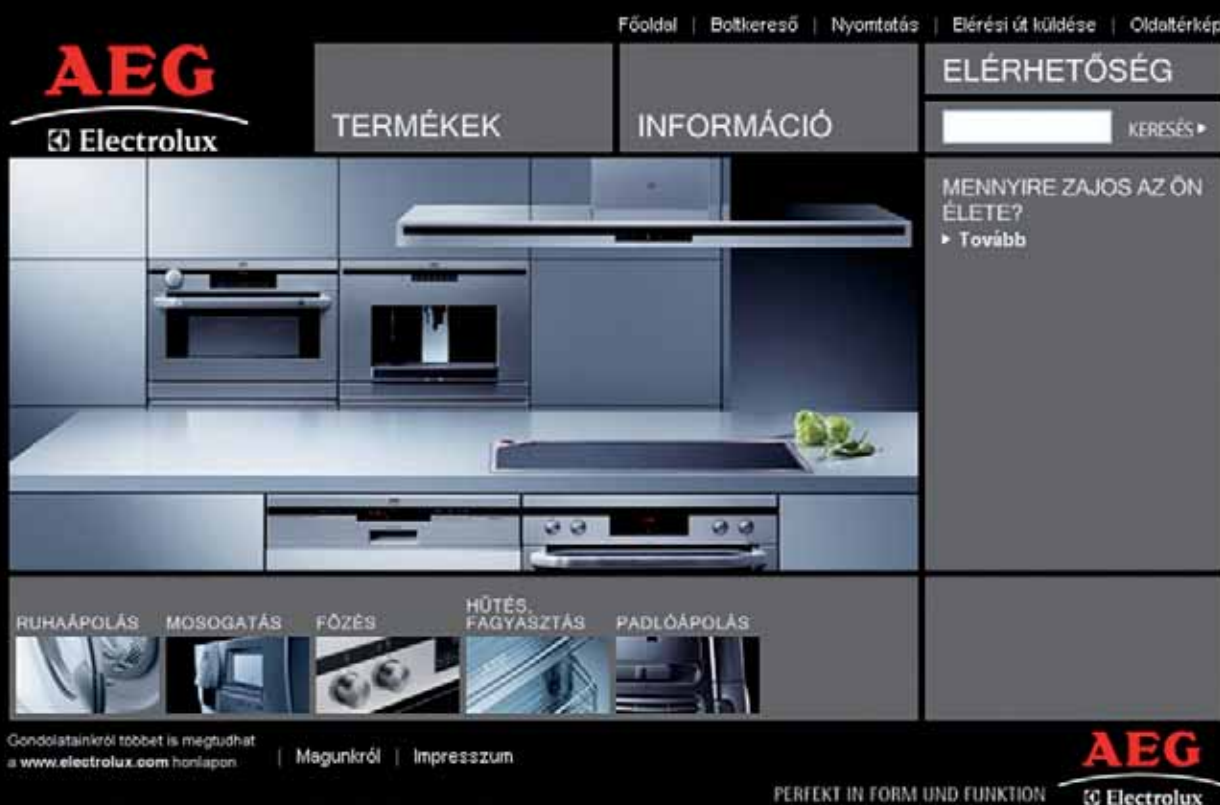 Főoldal | Boltkereső | Nyomtatás | Elérési út küldése | Oldaltérkép
AEG
Electrolux
TERMÉKEK
INFORMÁCIÓ
ELÉRHETŐSÉG
KERESÉS
MENNYIRE ZAJOS AZ ÖN
ÉLETE?
Tovább
RUHAÁPOLÁS
MOSOGATÁS
FŐZÉS
HŰTÉS,
FAGYASZTÁS
PADLÓÁPOLÁS
Gondolatainkról többet is megtudhat
a www.electrolux.com honlapon
| Magunkról | Impresszum
PERFEKT IN FORM UND FUNKTION
AEG
Electrolux